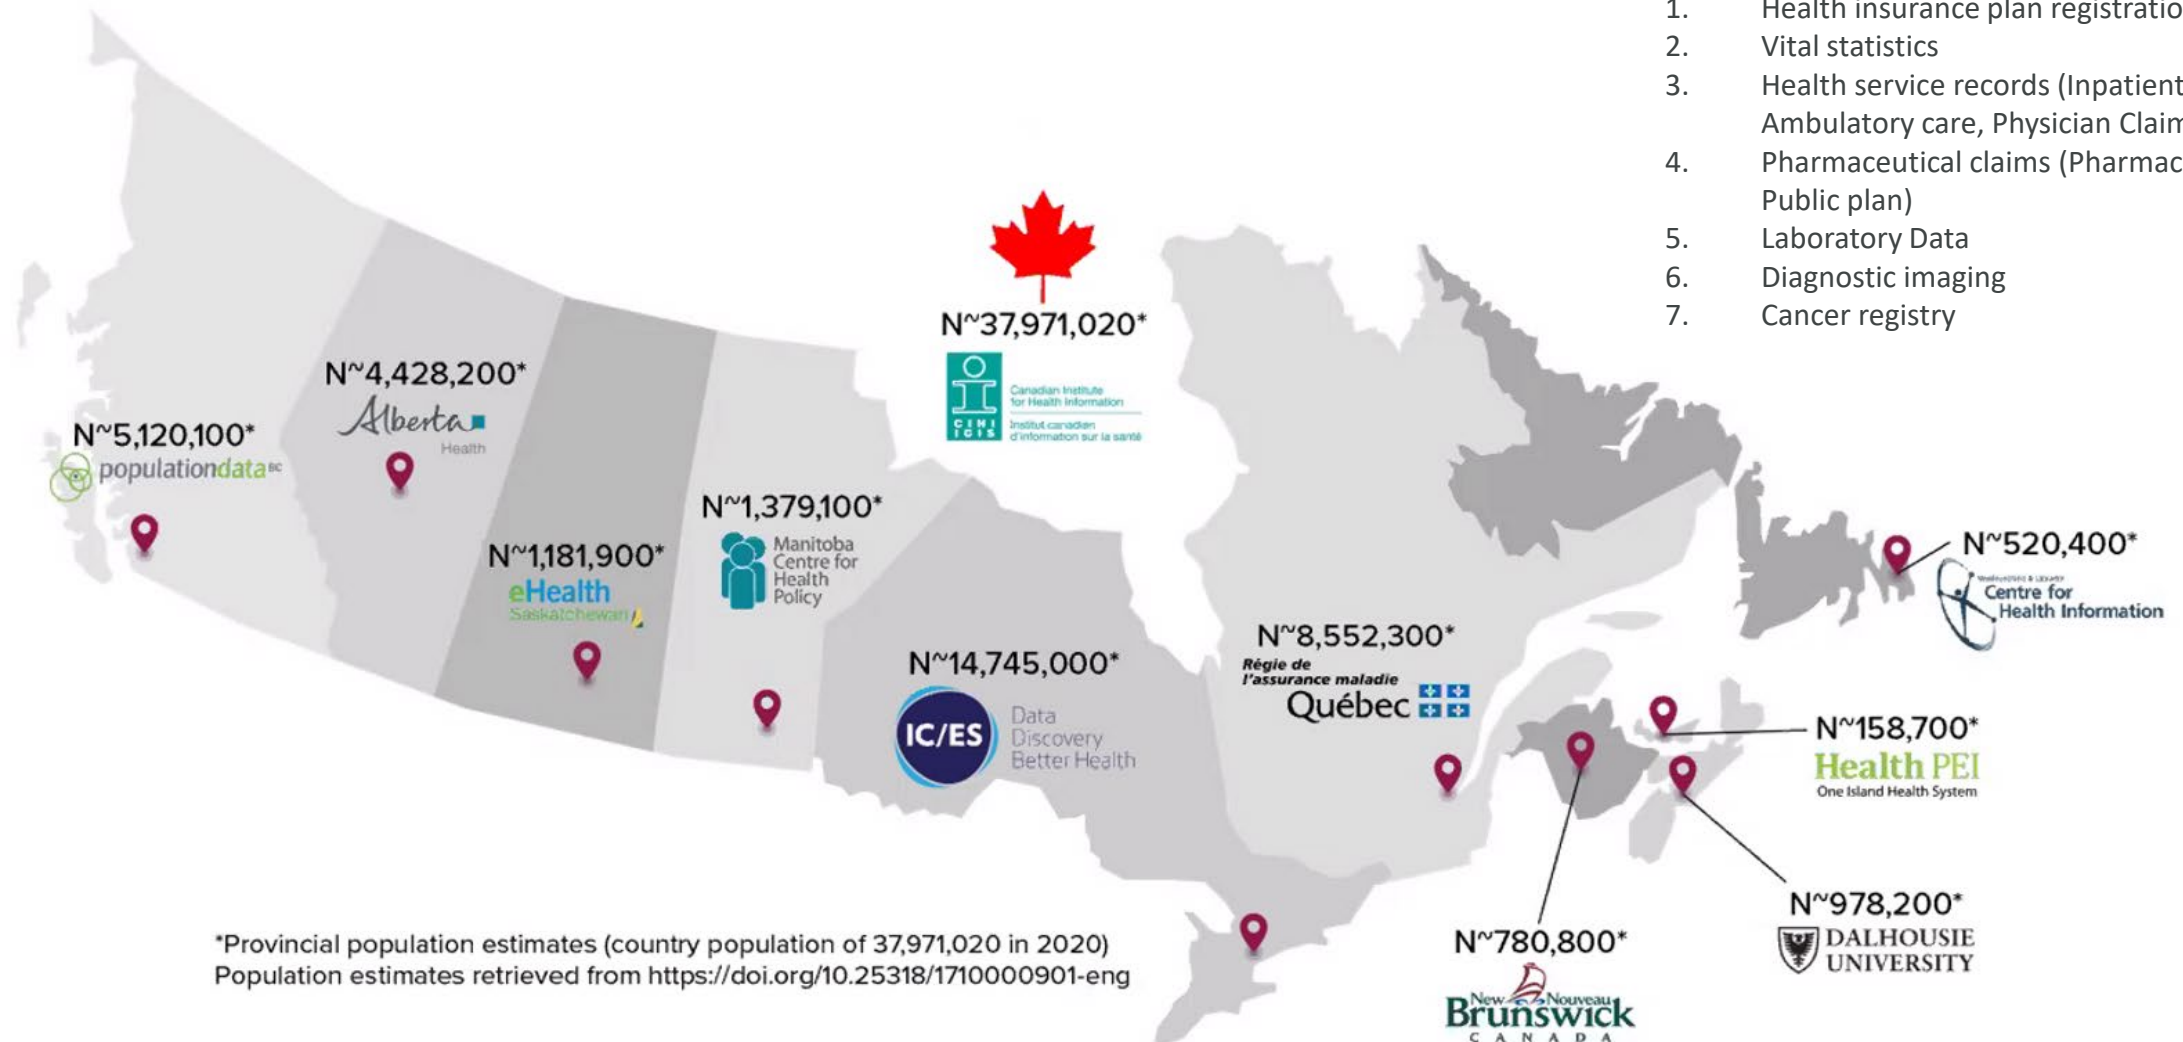 1. Health insurance plan registratio
2. Vital statistics
3. Health service records (Inpatient
Ambulatory care, Physician Claim
4. Pharmaceutical claims (Pharmac
Public plan)
5. Laboratory Data
6. Diagnostic imaging
7. Cancer registry
N~37,971,020*
CIHI
ICIS
Canadian Institute
for Health Information
Institut canadien
d'information sur la santé
N~4,428,200*
Alberta
Health
N~5,120,100*
populationdata BC
N~1,181,900*
eHealth
Saskatchewan
N~1,379,100*
Manitoba
Centre for
Health
Policy
N~14,745,000*
IC/ES
Data
Discovery
Better Health
N~8,552,300*
Régie de
l'assurance maladie
Québec
N~520,400*
Newfoundland & Labrador
Centre for
Health Information
N~158,700*
Health PEI
One Island Health System
N~978,200*
DALHOUSIE
UNIVERSITY
N~780,800*
New Nouveau
Brunswick
CANADA
*Provincial population estimates (country population of 37,971,020 in 2020)
Population estimates retrieved from https://doi.org/10.25318/1710000901-eng